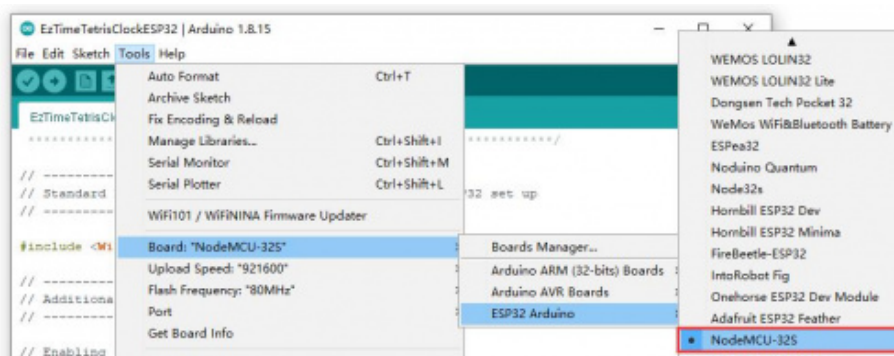 EzTimeTetrisClockESP32 | Arduino 1.8.15
File Edit Sketch Tools Help
EzTimeTetrisCl
Auto Format Ctrl+T
Archive Sketch
Fix Encoding & Reload
Manage Libraries... Ctrl+Shift+I
Serial Monitor Ctrl+Shift+M
Serial Plotter Ctrl+Shift+L
WiFi101 / WiFiNINA Firmware Updater
Board: "NodeMCU-32S"
Upload Speed: "921600"
Flash Frequency: "80MHz"
Port
Get Board Info
***********/
// ----------
// Standard
32 set up
// ----------
#include <Wi
// ----------
// Additiona
// ----------
// Enabling
Boards Manager...
Arduino ARM (32-bits) Boards
Arduino AVR Boards
ESP32 Arduino
WEMOS LOLIN32
WEMOS LOLIN32 Lite
Dongsen Tech Pocket 32
WeMos WiFi&Bluetooth Battery
ESPea32
Noduino Quantum
Node32s
Hornbill ESP32 Dev
Hornbill ESP32 Minima
FireBeetle-ESP32
IntoRobot Fig
Onehorse ESP32 Dev Module
Adafruit ESP32 Feather
NodeMCU-32S